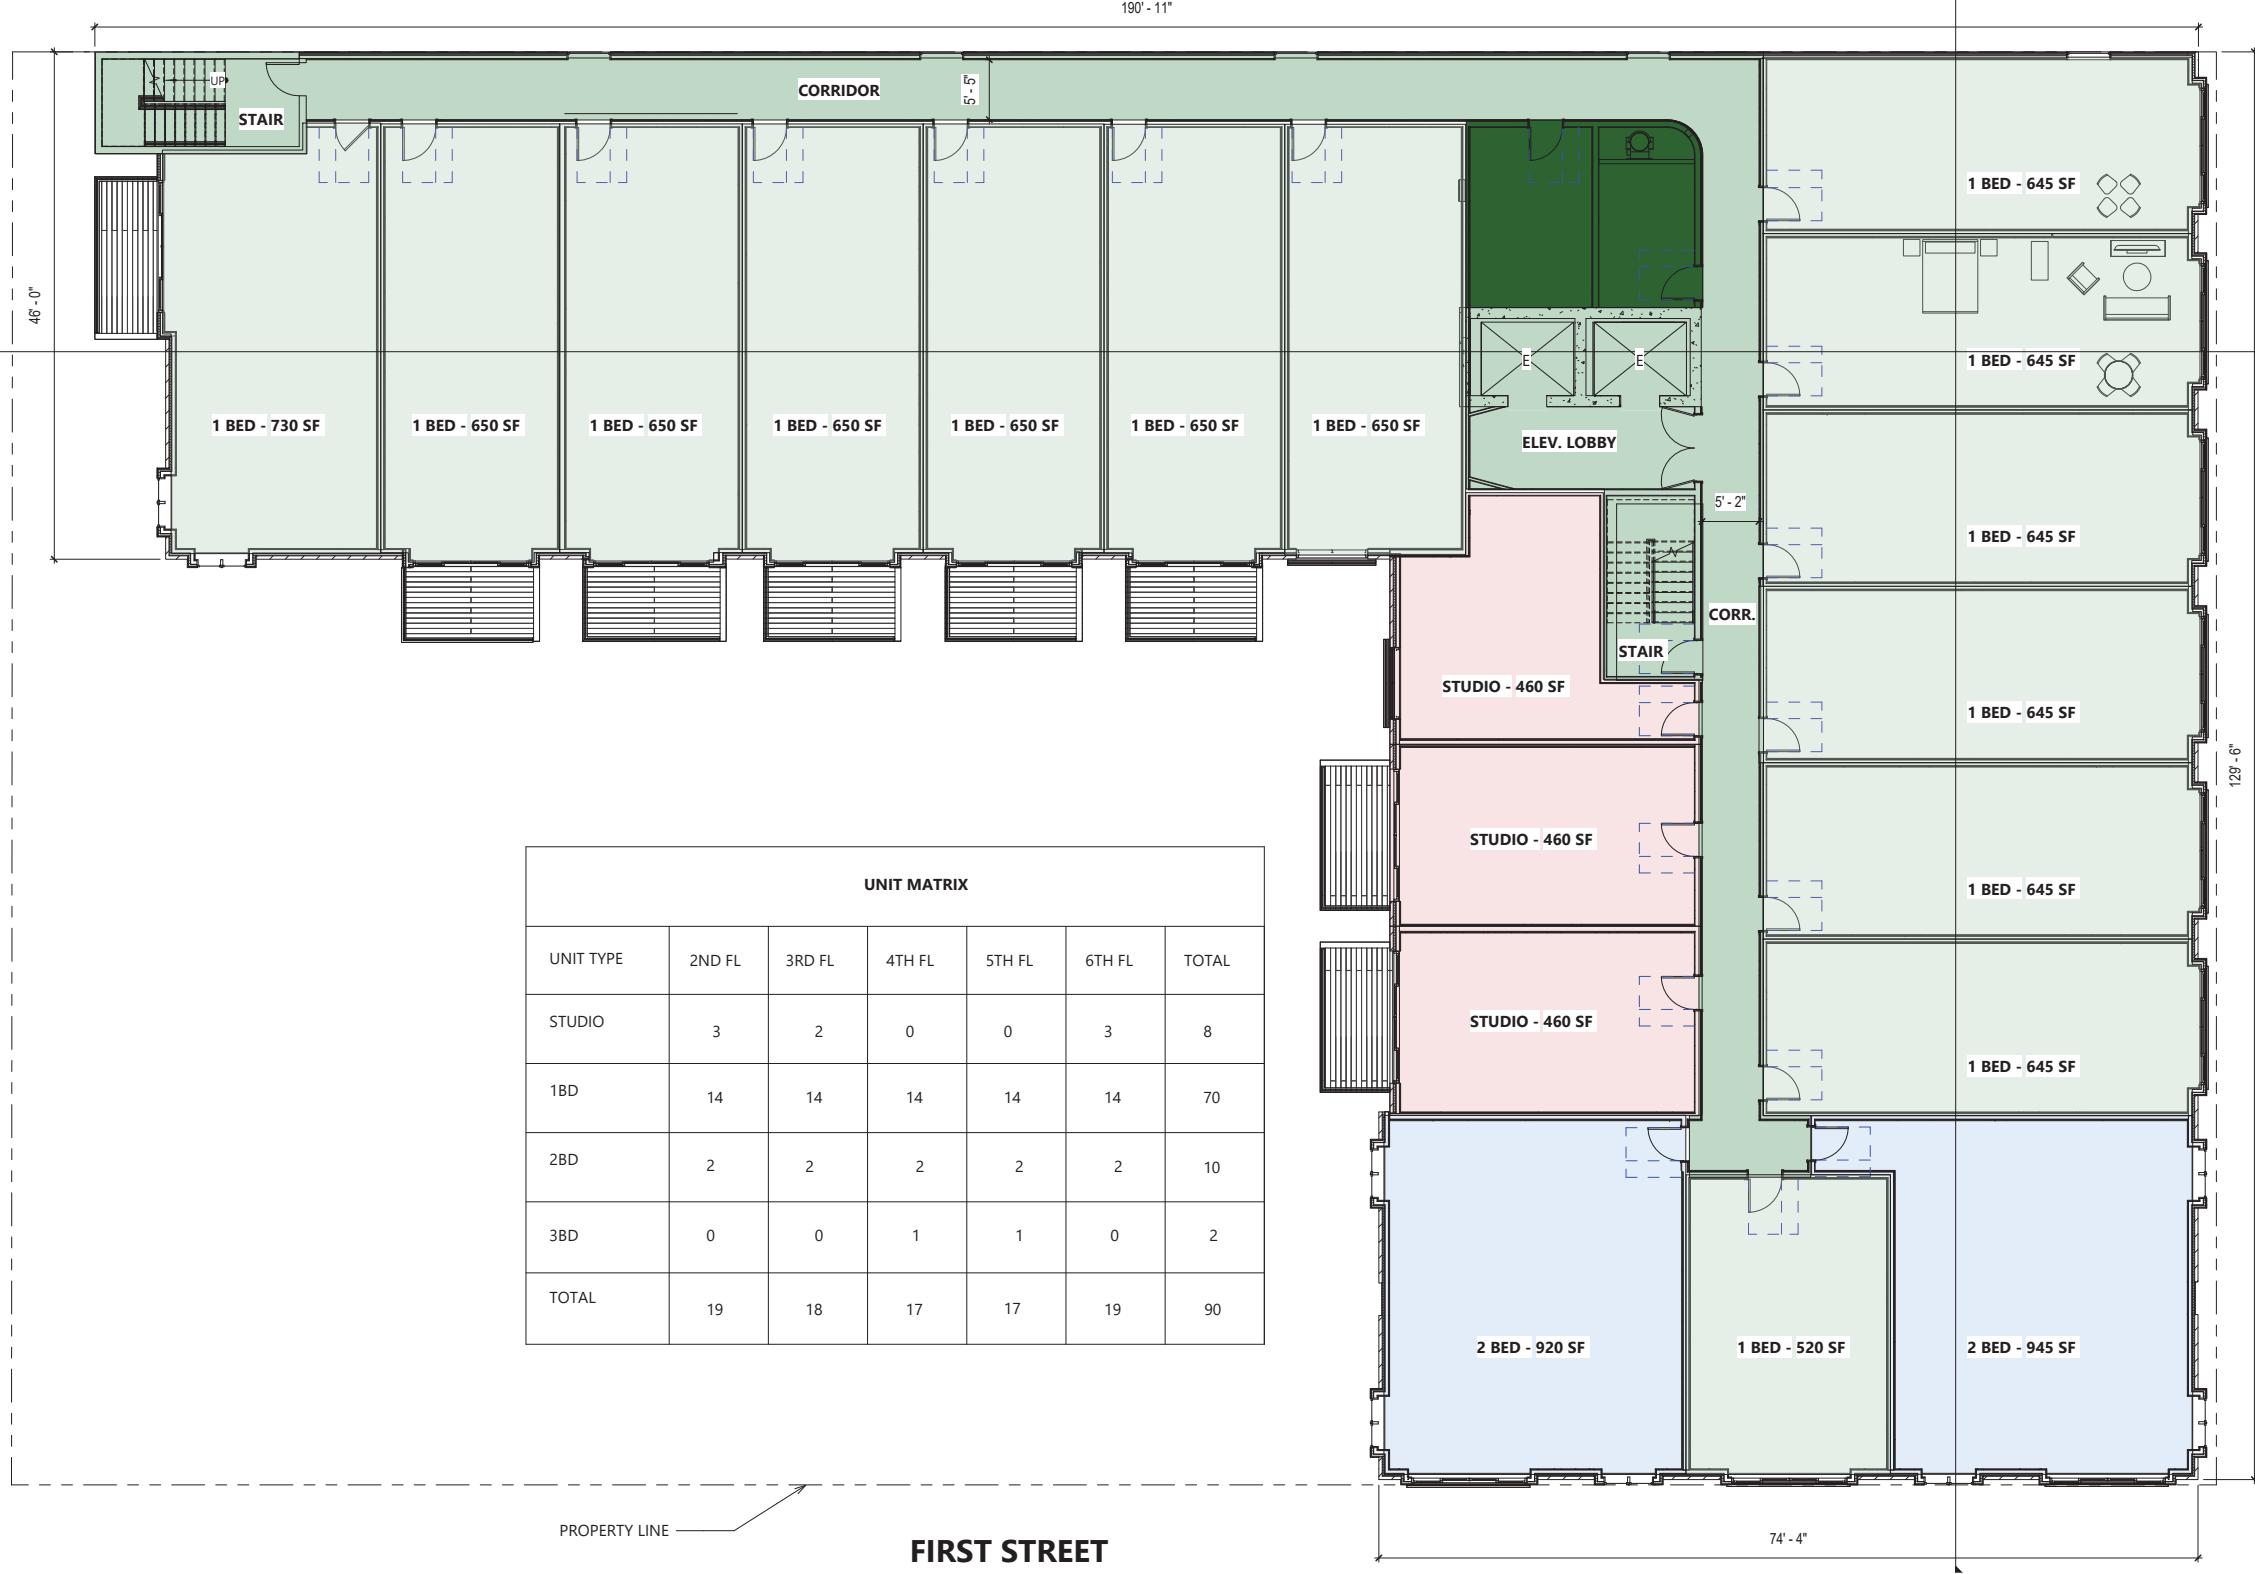 190' - 11"
UP
STAIR
CORRIDOR
5' - 5"
46' - 0"
1 BED - 645 SF
1 BED - 645 SF
E
E
1 BED - 730 SF
1 BED - 650 SF
1 BED - 650 SF
1 BED - 650 SF
1 BED - 650 SF
1 BED - 650 SF
1 BED - 650 SF
ELEV. LOBBY
5' - 2"
1 BED - 645 SF
CORR.
STAIR
STUDIO - 460 SF
1 BED - 645 SF
129' - 6"
STUDIO - 460 SF
1 BED - 645 SF
STUDIO - 460 SF
1 BED - 645 SF
UNIT MATRIX
UNIT TYPE 2ND FL 3RD FL 4TH FL 5TH FL 6TH FL TOTAL
STUDIO 3 2 0 0 3 8
1BD 14 14 14 14 14 70
2BD 2 2 2 2 2 10
3BD 0 0 1 1 0 2
TOTAL 19 18 17 17 19 90
2 BED - 920 SF
1 BED - 520 SF
2 BED - 945 SF
PROPERTY LINE
FIRST STREET
74' - 4"